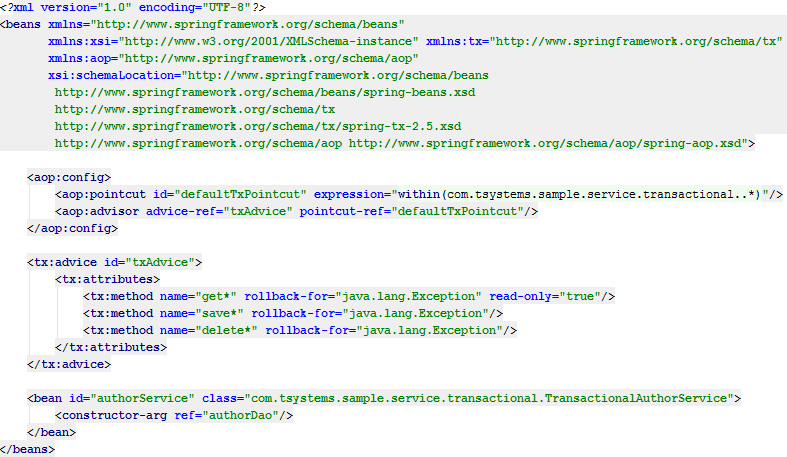 <?xml version="1.0" encoding="UTF-8"?>
<beans xmlns="http://www.springframework.org/schema/beans"
       xmlns:xsi="http://www.w3.org/2001/XMLSchema-instance" xmlns:tx="http://www.springframework.org/schema/tx"
       xmlns:aop="http://www.springframework.org/schema/aop"
       xsi:schemaLocation="http://www.springframework.org/schema/beans
        http://www.springframework.org/schema/beans/spring-beans.xsd
        http://www.springframework.org/schema/tx
        http://www.springframework.org/schema/tx/spring-tx-2.5.xsd
        http://www.springframework.org/schema/aop http://www.springframework.org/schema/aop/spring-aop.xsd">
    <aop:config>
        <aop:pointcut id="defaultTxPointcut" expression="within(com.tsystems.sample.service.transactional..*)"/>
        <aop:advisor advice-ref="txAdvice" pointcut-ref="defaultTxPointcut"/>
    </aop:config>
    <tx:advice id="txAdvice">
        <tx:attributes>
            <tx:method name="get*" rollback-for="java.lang.Exception" read-only="true"/>
            <tx:method name="save*" rollback-for="java.lang.Exception"/>
            <tx:method name="delete*" rollback-for="java.lang.Exception"/>
        </tx:attributes>
    </tx:advice>
    <bean id="authorService" class="com.tsystems.sample.service.transactional.TransactionalAuthorService">
        <constructor-arg ref="authorDao"/>
    </bean>
</beans>